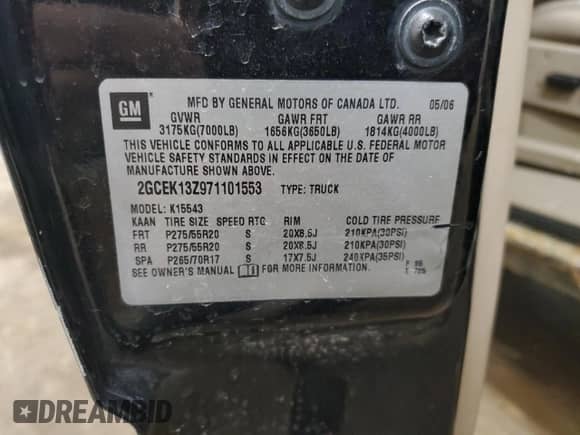 GM
MFD BY GENERAL MOTORS OF CANADA LTD. 05/06
GVWR GAWR FRT GAWR RR
3175KG(7000LB) 1656KG(3650LB) 1814KG(4000LB)
THIS VEHICLE CONFORMS TO ALL APPLICABLE U.S. FEDERAL MOTOR
VEHICLE SAFETY STANDARDS IN EFFECT ON THE DATE OF
MANUFACTURE SHOWN ABOVE.
2GCEK13Z971101553 TYPE: TRUCK
MODEL: K15543
KAAN TIRE SIZE SPEED RTG RIM COLD TIRE PRESSURE
FRT P275/55R20 S 20X8.5J 210KPA(30PSI)
RR P275/55R20 S 20X8.5J 210KPA(30PSI)
SPA P265/70R17 S 17X7.5J 240KPA(35PSI)
SEE OWNER'S MANUAL FOR MORE INFORMATION.
DREAMBID